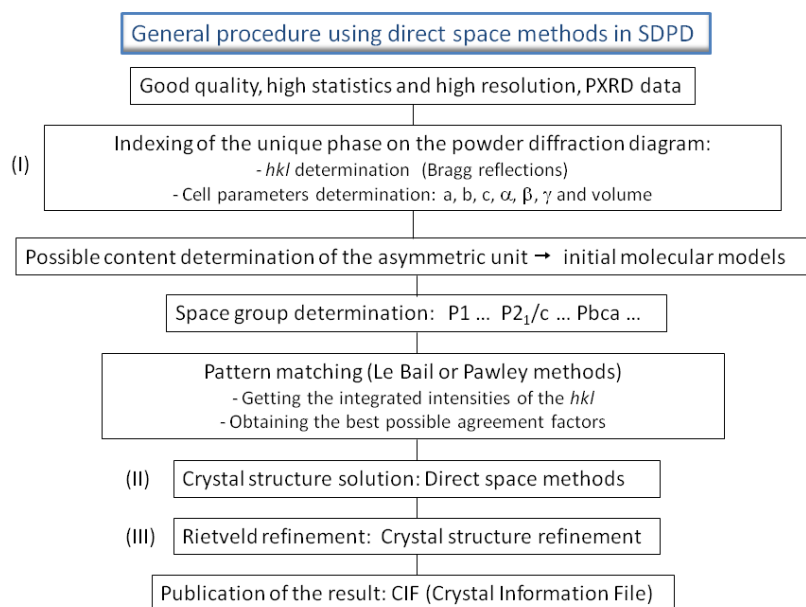 General procedure using direct space methods in SDPD
Good quality, high statistics and high resolution, PXRD data
(I)
Indexing of the unique phase on the powder diffraction diagram:
- hkl determination (Bragg reflections)
- Cell parameters determination: a, b, c, α, β, γ and volume
Possible content determination of the asymmetric unit → initial molecular models
Space group determination: P1 ... P2₁/c ... Pbca ...
Pattern matching (Le Bail or Pawley methods)
- Getting the integrated intensities of the hkl
- Obtaining the best possible agreement factors
(II) Crystal structure solution: Direct space methods
(III) Rietveld refinement: Crystal structure refinement
Publication of the result: CIF (Crystal Information File)